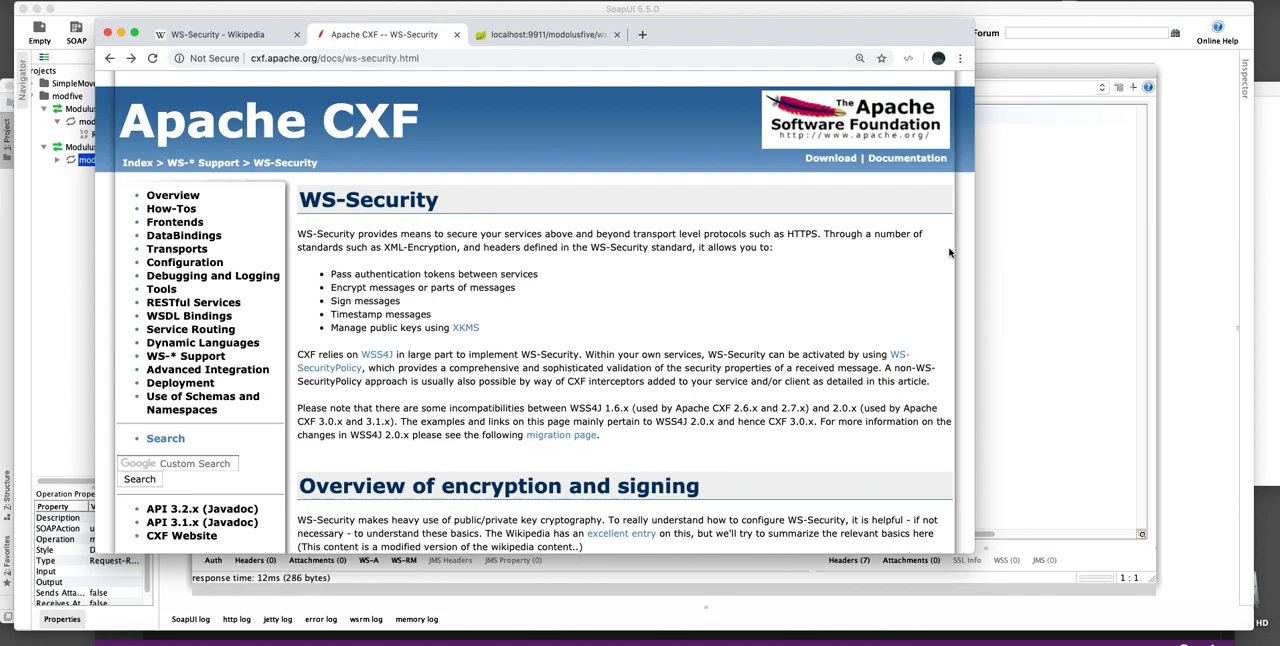 SoapUI 5.5.0
Empty
SOAP
Forum
Online Help
WS-Security - Wikipedia
Apache CXF -- WS-Security
localhost:9911/modolusfive/ws
Not Secure
cxf.apache.org/docs/ws-security.html
Navigator
Inspector
1: Project
Z: Structure
2: Favorites
rojects
SimpleMov
modfive
Modulus
mod
Modulus
mod
Apache CXF
The Apache
Software Foundation
http://www.apache.org/
Index > WS-* Support > WS-Security
Download | Documentation
Overview
How-Tos
Frontends
DataBindings
Transports
Configuration
Debugging and Logging
Tools
RESTful Services
WSDL Bindings
Service Routing
Dynamic Languages
WS-* Support
Advanced Integration
Deployment
Use of Schemas and
Namespaces
Search
Google Custom Search
Search
API 3.2.x (Javadoc)
API 3.1.x (Javadoc)
CXF Website
WS-Security
WS-Security provides means to secure your services above and beyond transport level protocols such as HTTPS. Through a number of
standards such as XML-Encryption, and headers defined in the WS-Security standard, it allows you to:
Pass authentication tokens between services
Encrypt messages or parts of messages
Sign messages
Timestamp messages
Manage public keys using XKMS
CXF relies on WSS4J in large part to implement WS-Security. Within your own services, WS-Security can be activated by using WS-
SecurityPolicy, which provides a comprehensive and sophisticated validation of the security properties of a received message. A non-WS-
SecurityPolicy approach is usually also possible by way of CXF interceptors added to your service and/or client as detailed in this article.
Please note that there are some incompatibilities between WSS4J 1.6.x (used by Apache CXF 2.6.x and 2.7.x) and 2.0.x (used by Apache
CXF 3.0.x and 3.1.x). The examples and links on this page mainly pertain to WSS4J 2.0.x and hence CXF 3.0.x. For more information on the
changes in WSS4J 2.0.x please see the following migration page.
Overview of encryption and signing
WS-Security makes heavy use of public/private key cryptography. To really understand how to configure WS-Security, it is helpful - if not
necessary - to understand these basics. The Wikipedia has an excellent entry on this, but we'll try to summarize the relevant basics here
(This content is a modified version of the wikipedia content..)
Operation Prope
Property V
Description
SOAPAction u
Operation m
Style D
Type Request-R...
Input
Output
Sends Atta... false
Receives At false
Properties
Auth Headers (0) Attachments (0) WS-A WS-RM JMS Headers JMS Property (0)
Headers (7) Attachments (0) SSL Info WSS (0) JMS (0)
response time: 12ms (286 bytes)
1 : 1
SoapUI log http log jetty log error log wsrm log memory log
HD